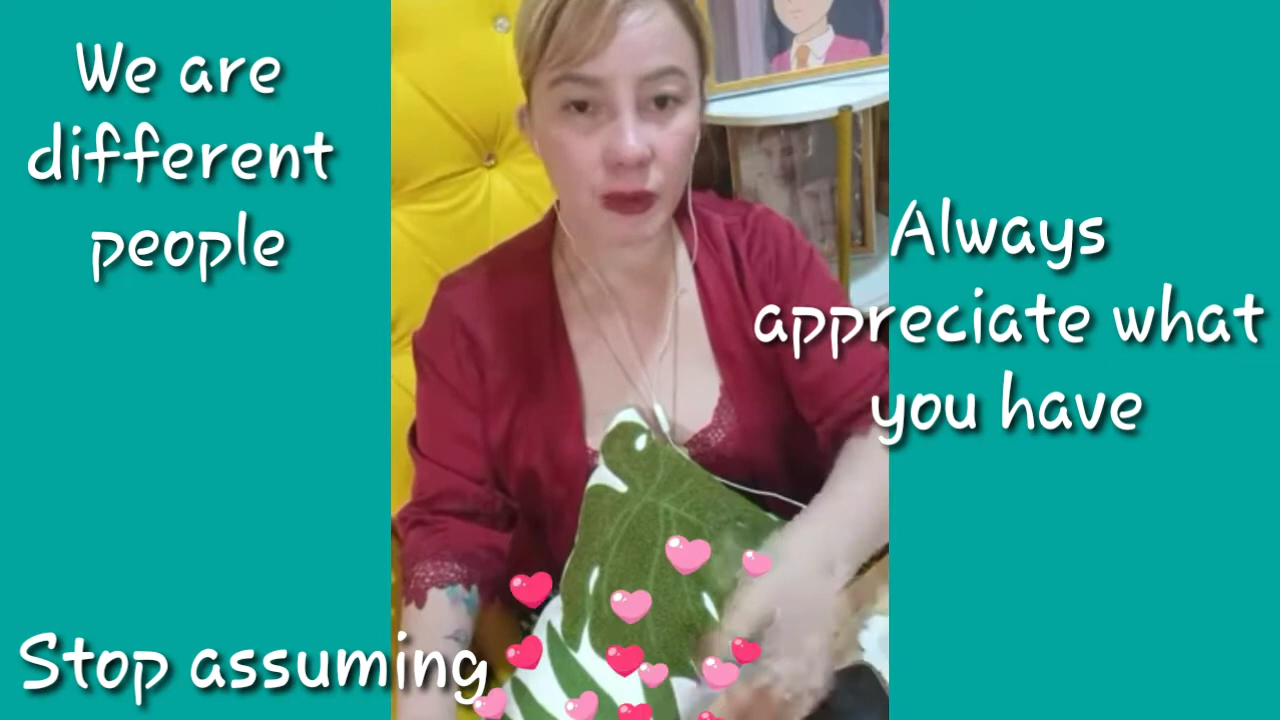 We are
different
people
Always
appreciate what
you have
Stop assuming